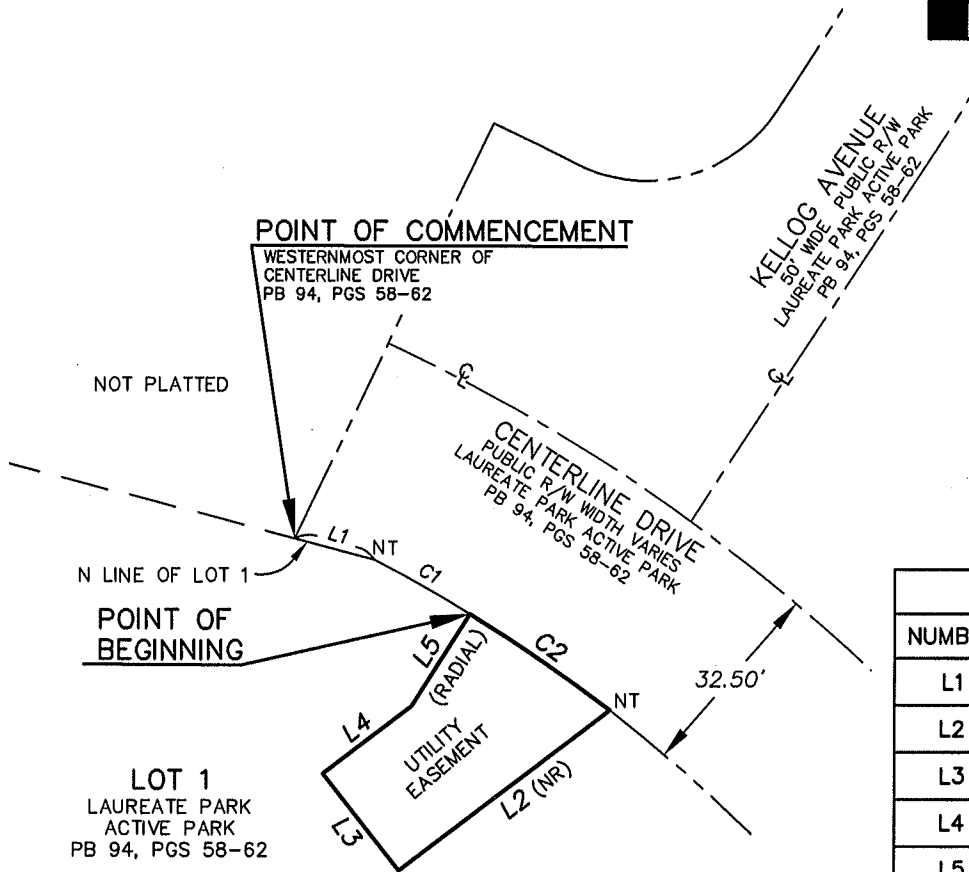 KELLOG AVENUE
50' WIDE PUBLIC R/W
LAUREATE PARK ACTIVE PARK
PB 94, PGS 58-62
POINT OF COMMENCEMENT
WESTERNMOST CORNER OF
CENTERLINE DRIVE
PB 94, PGS 58-62
NOT PLATTED
CL
CL
CENTERLINE DRIVE
PUBLIC R/W WIDTH VARIES
LAUREATE PARK ACTIVE PARK
PB 94, PGS 58-62
L1
NT
N LINE OF LOT 1
C1
POINT OF
BEGINNING
L5
(RADIAL)
C2
32.50'
NT
L4
UTILITY
EASEMENT
L2 (NR)
L3
LOT 1
LAUREATE PARK
ACTIVE PARK
PB 94, PGS 58-62
NUMB
L1
L2
L3
L4
L5